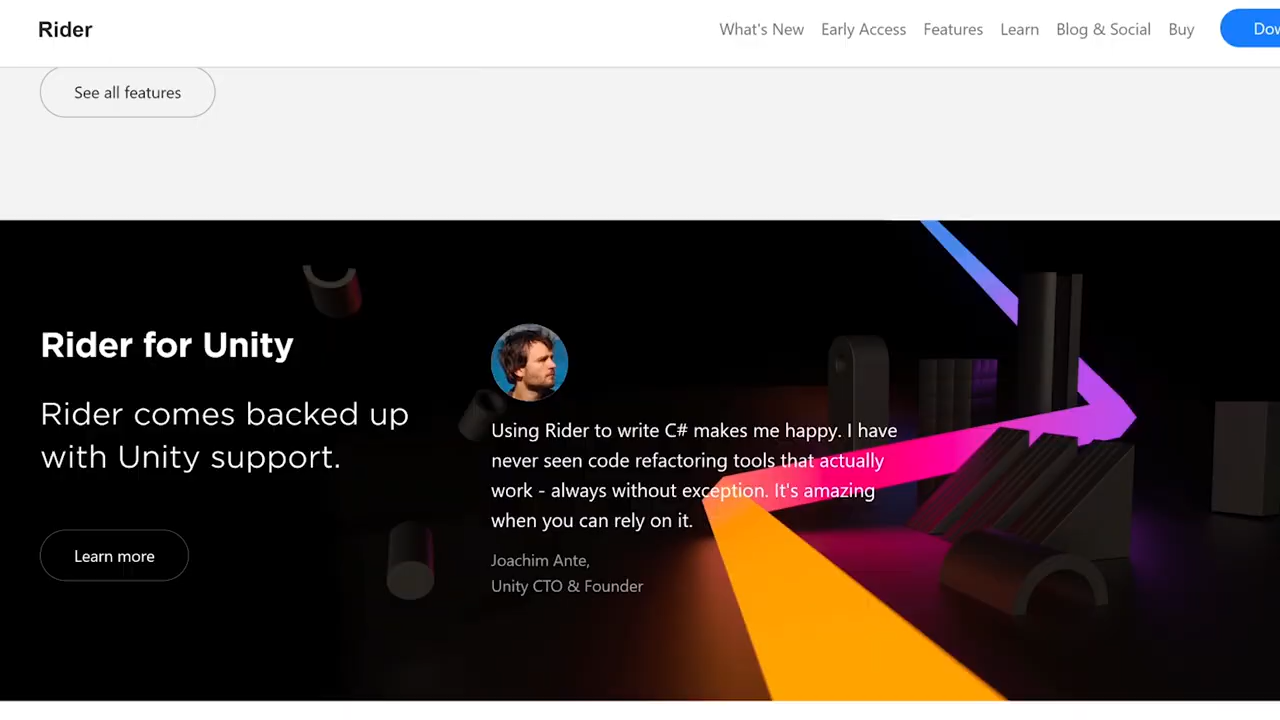 Rider
What's New Early Access Features Learn Blog & Social Buy
See all features
Rider for Unity
Rider comes backed up
with Unity support.
Learn more
Using Rider to write C# makes me happy. I have
never seen code refactoring tools that actually
work - always without exception. It's amazing
when you can rely on it.
Joachim Ante,
Unity CTO & Founder